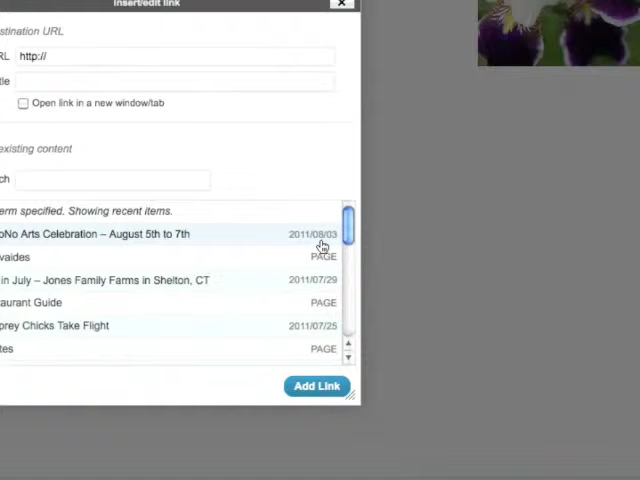 Insert/edit link
stination URL
RL http://
tle
Open link in a new window/tab
existing content
ch
erm specified. Showing recent items.
oNo Arts Celebration – August 5th to 7th 2011/08/03
vaides PAGE
in July – Jones Family Farms in Shelton, CT 2011/07/29
aurant Guide PAGE
prey Chicks Take Flight 2011/07/25
tes PAGE
Add Link